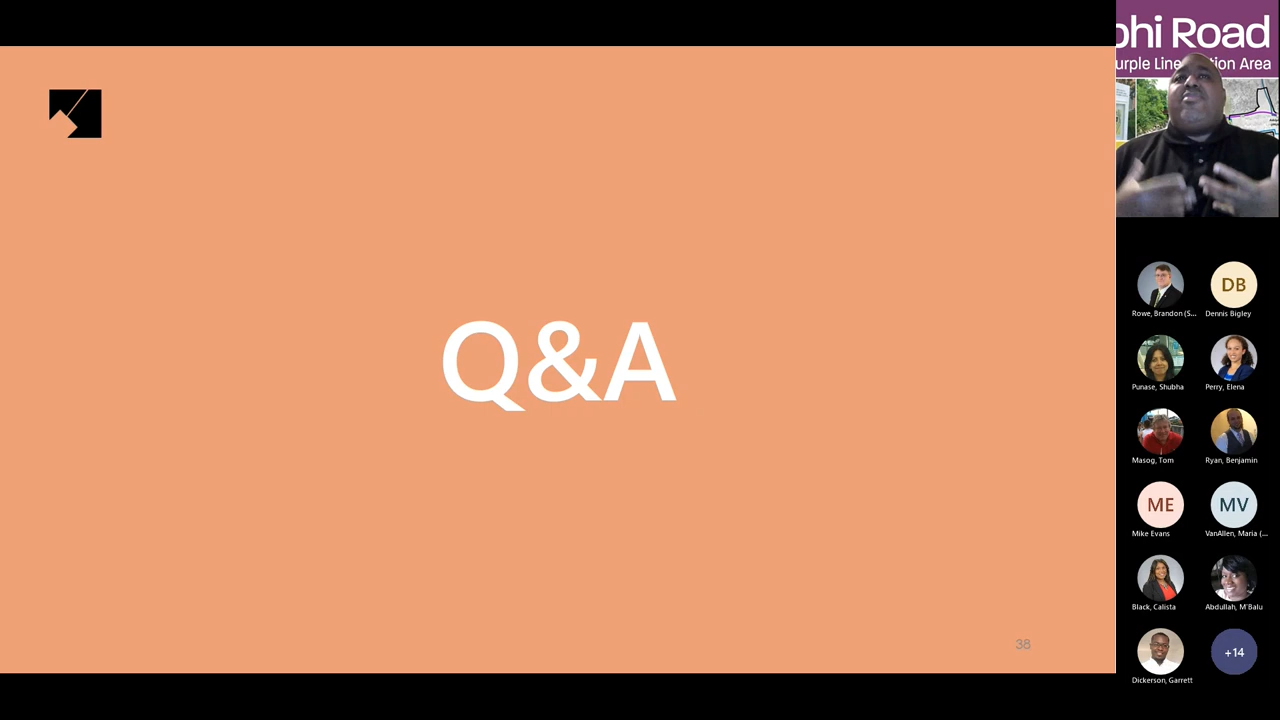 Q&A
38
phi Road
urple Line
tion Area
Rowe, Brandon (S...
DB
Dennis Bigley
Punase, Shubha
Perry, Elena
Masog, Tom
Ryan, Benjamin
ME
Mike Evans
MV
VanAllen, Maria (...
Black, Calista
Abdullah, M'Balu
Dickerson, Garrett
+14